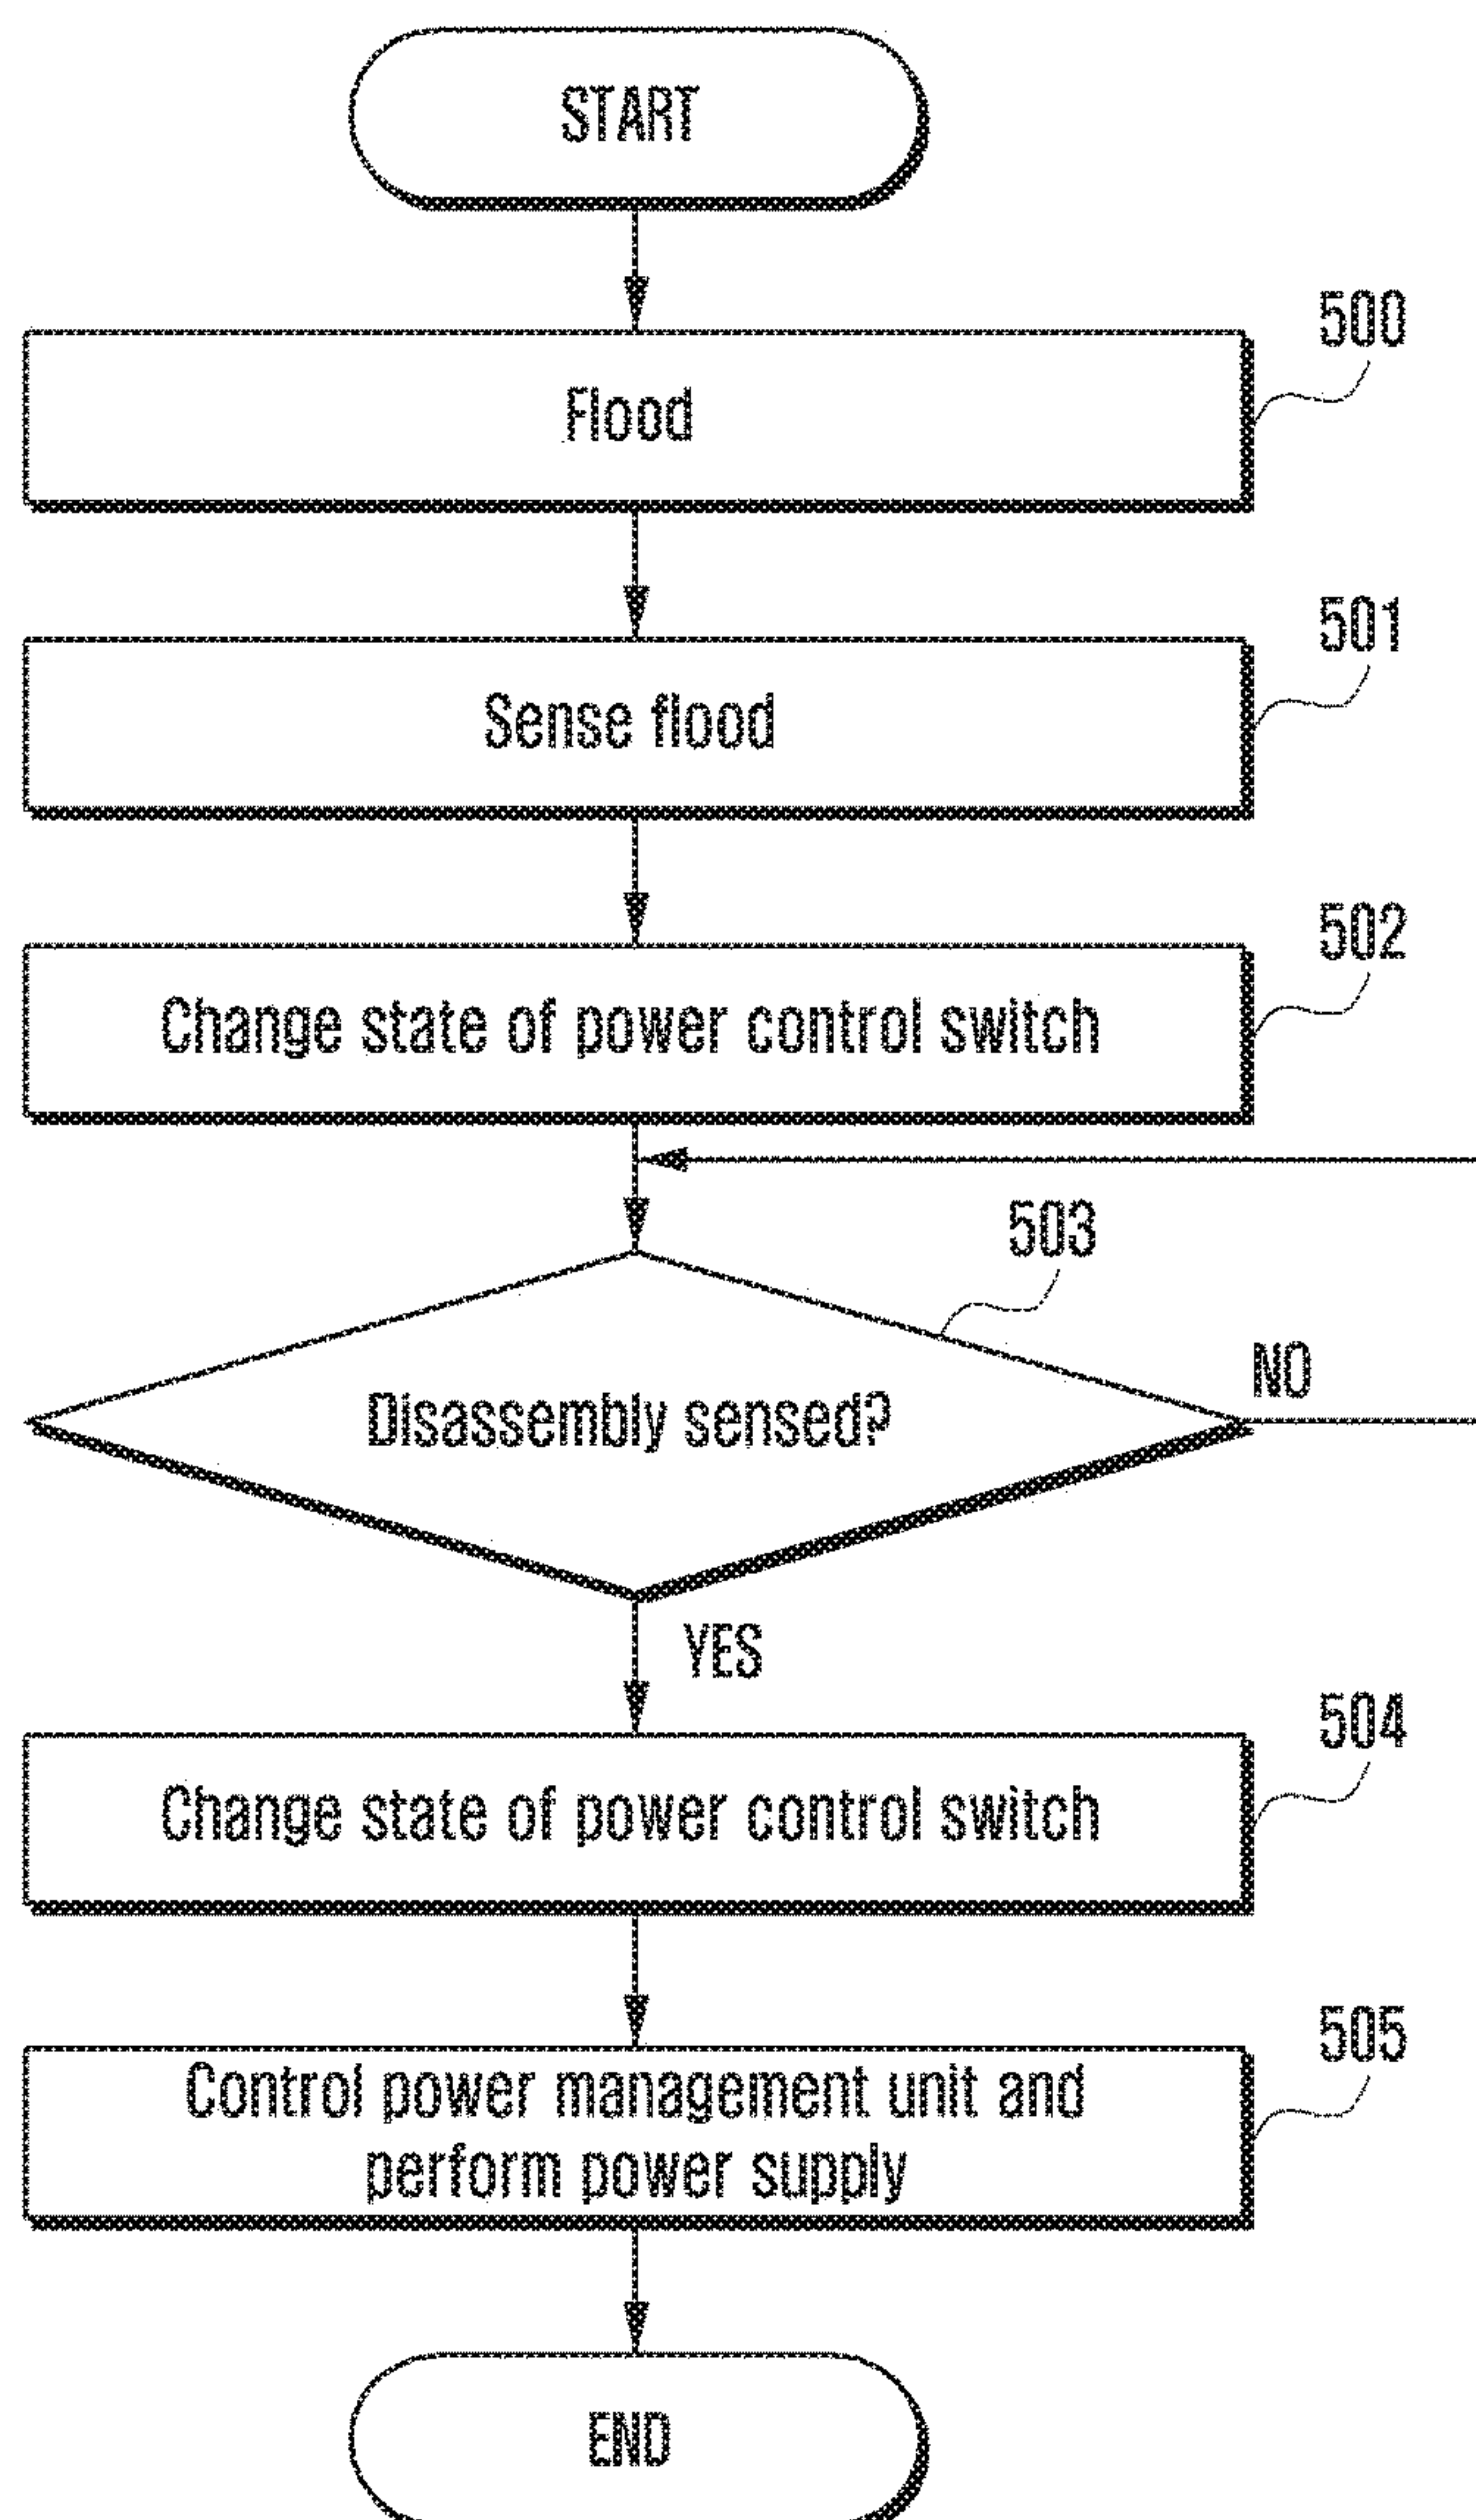 START
500
Flood
501
Sense flood
502
Change state of power control switch
503
Disassembly sensed?
NO
YES
504
Change state of power control switch
505
Control power management unit and
perform power supply
END